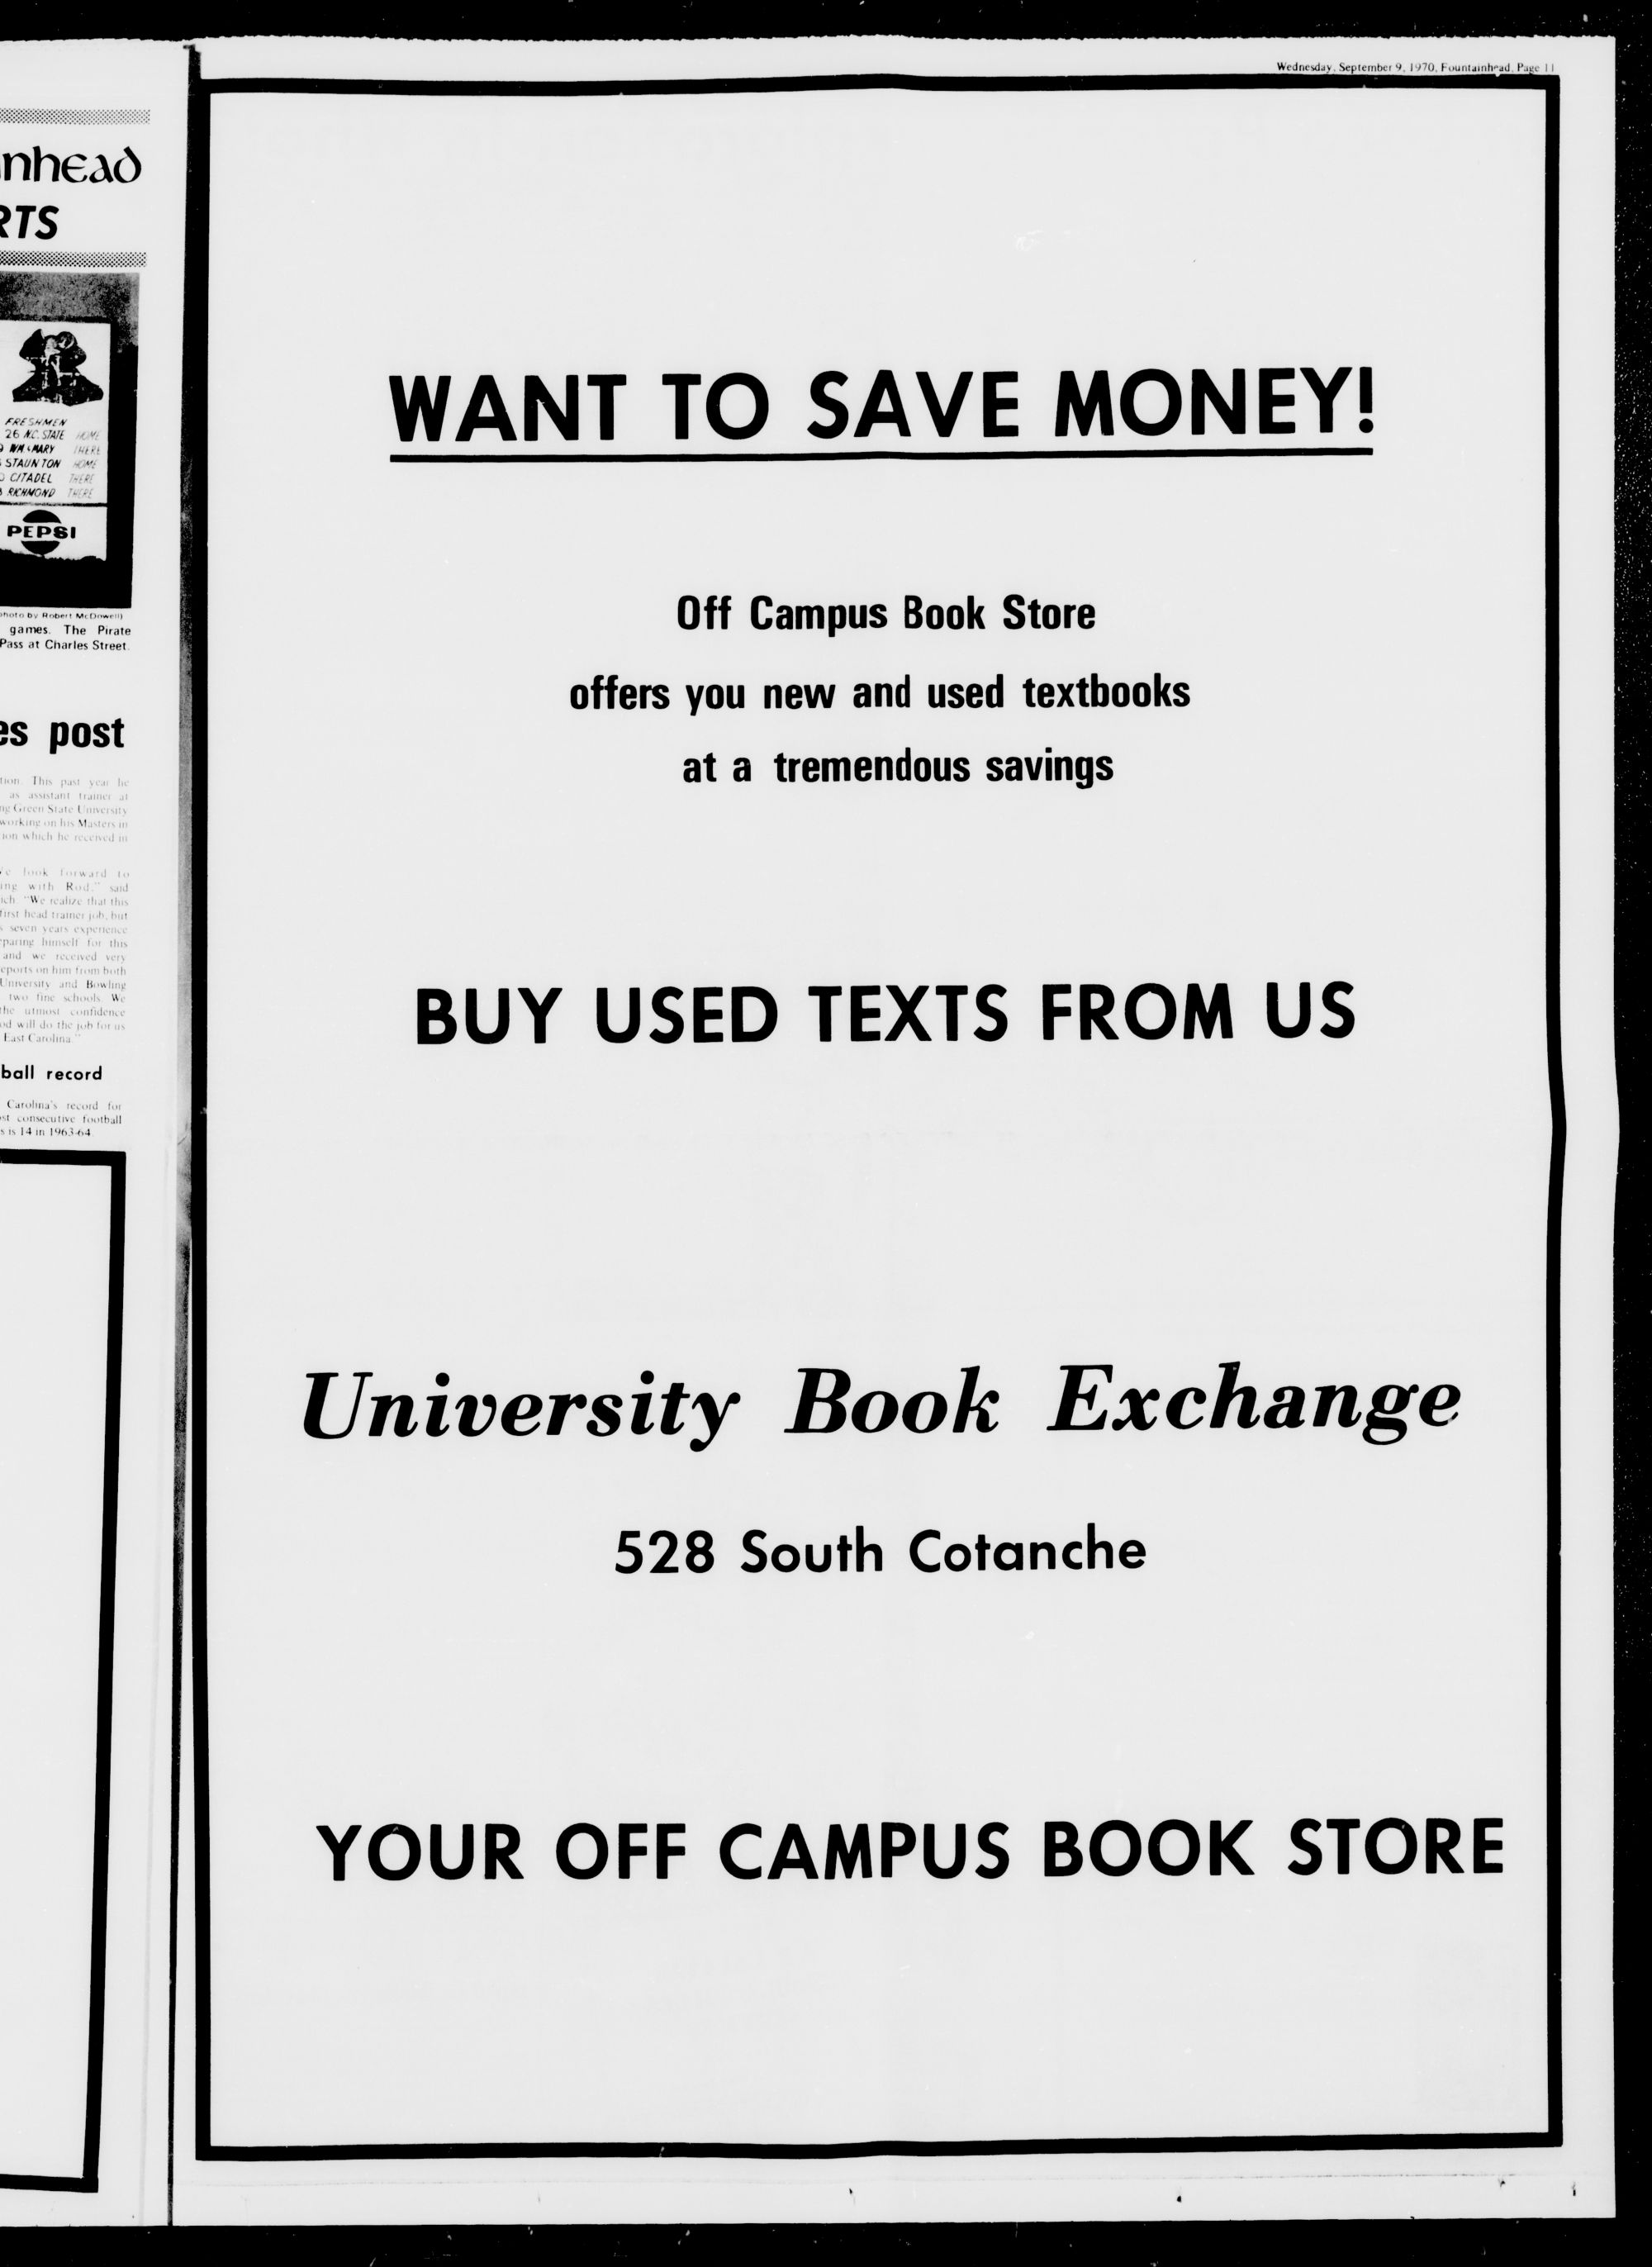 nhead
RTS
FRESHMEN
26 N.C. STATE HOME
WM & MARY THERE
STAUNTON HOME
CITADEL THERE
RICHMOND THERE
PEPSI
photo by Robert McDowell)
games. The Pirate
Pass at Charles Street.
es post
tion. This past year he
as assistant trainer at
ng Green State University
working on his Masters in
ion which he received in
look forward to
ing with Rod," said
ich. "We realize that this
first head trainer job, but
s seven years experience
paring himself for this
and we received very
eports on him from both
University and Bowling
two fine schools. We
the utmost confidence
od will do the job for us
East Carolina."
ball record
Carolina's record for
st consecutive football
s is 14 in 1963-64
Wednesday, September 9, 1970, Fountainhead, Page 11
WANT TO SAVE MONEY!
Off Campus Book Store
offers you new and used textbooks
at a tremendous savings
BUY USED TEXTS FROM US
University Book Exchange
528 South Cotanche
YOUR OFF CAMPUS BOOK STORE